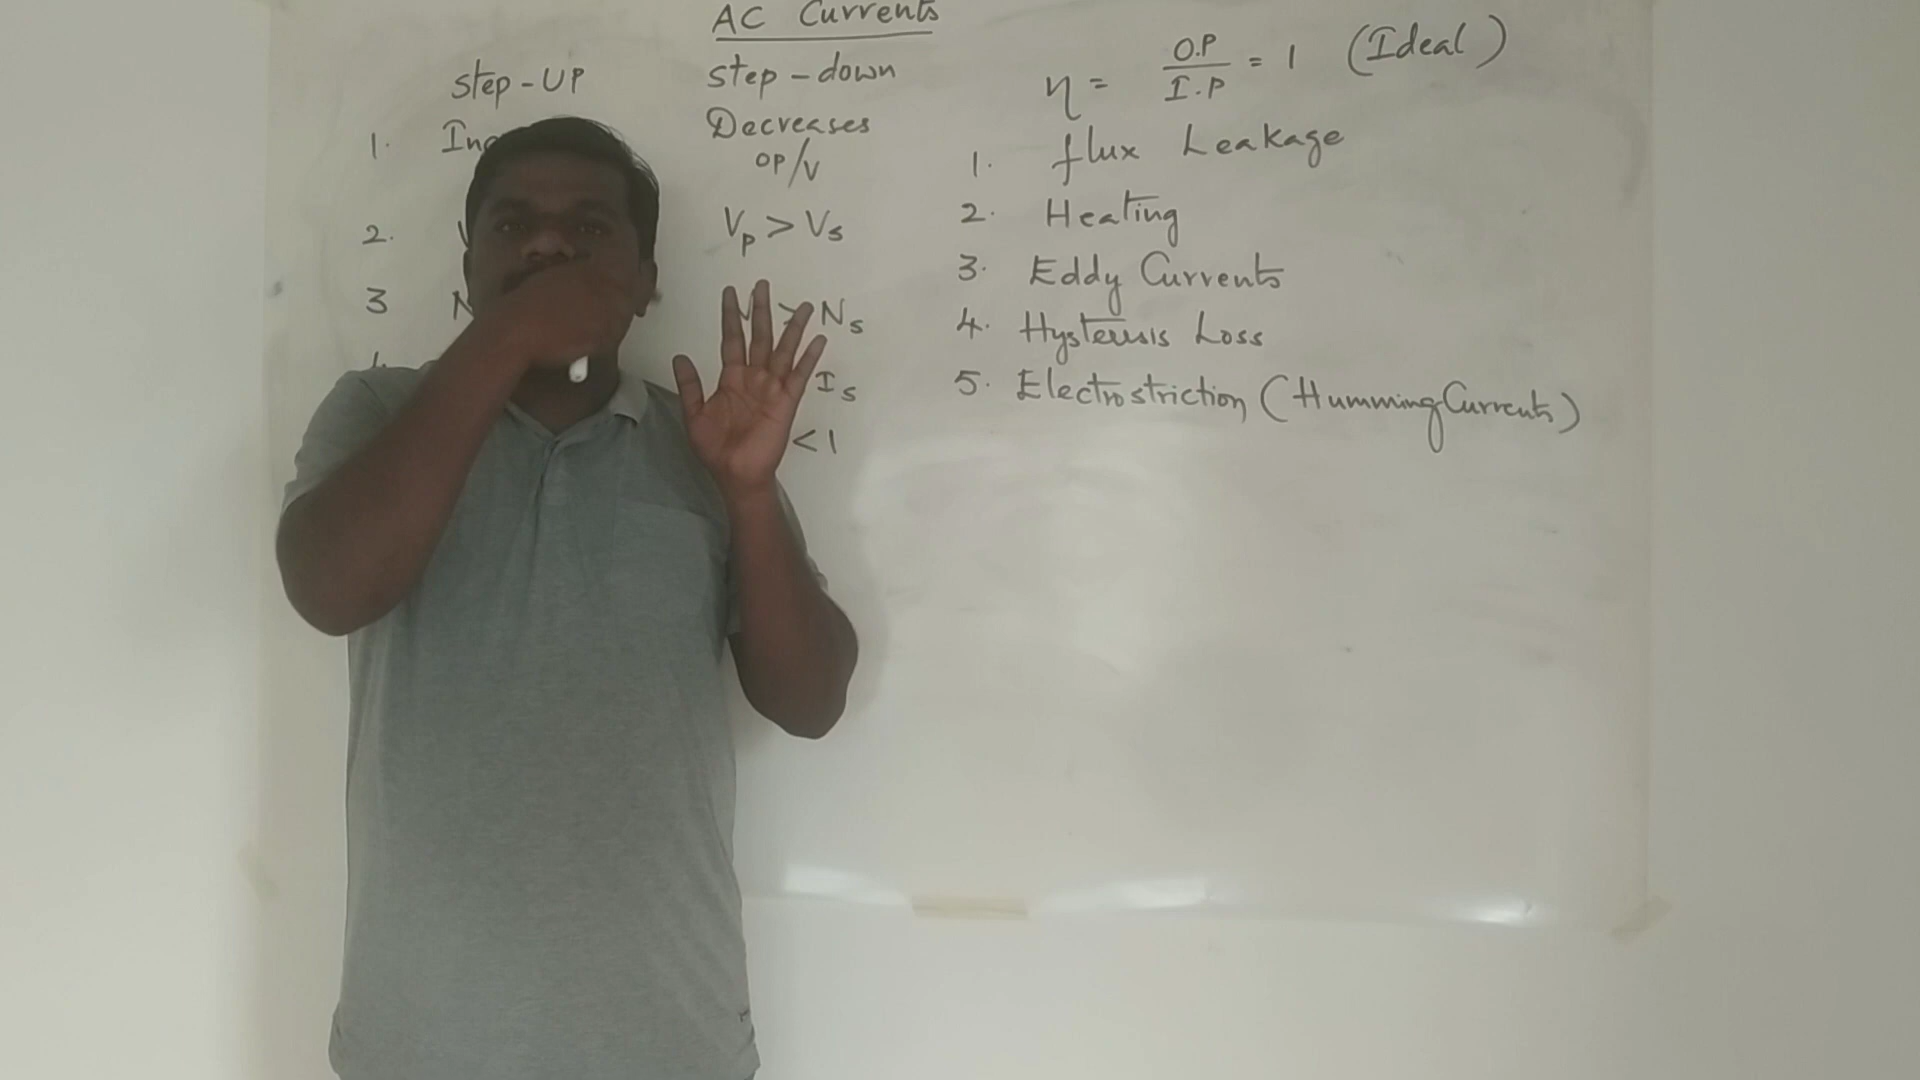 AC Currents
Step-UP
1.
2.
3
Step-down
Decreases
OP/V
Vp > Vs
> Ns
Is
< 1
η = O.P/I.P = 1 (Ideal)
1. flux Leakage
2. Heating
3. Eddy Currents
4. Hysteresis Loss
5. Electrostriction (Humming Currents)